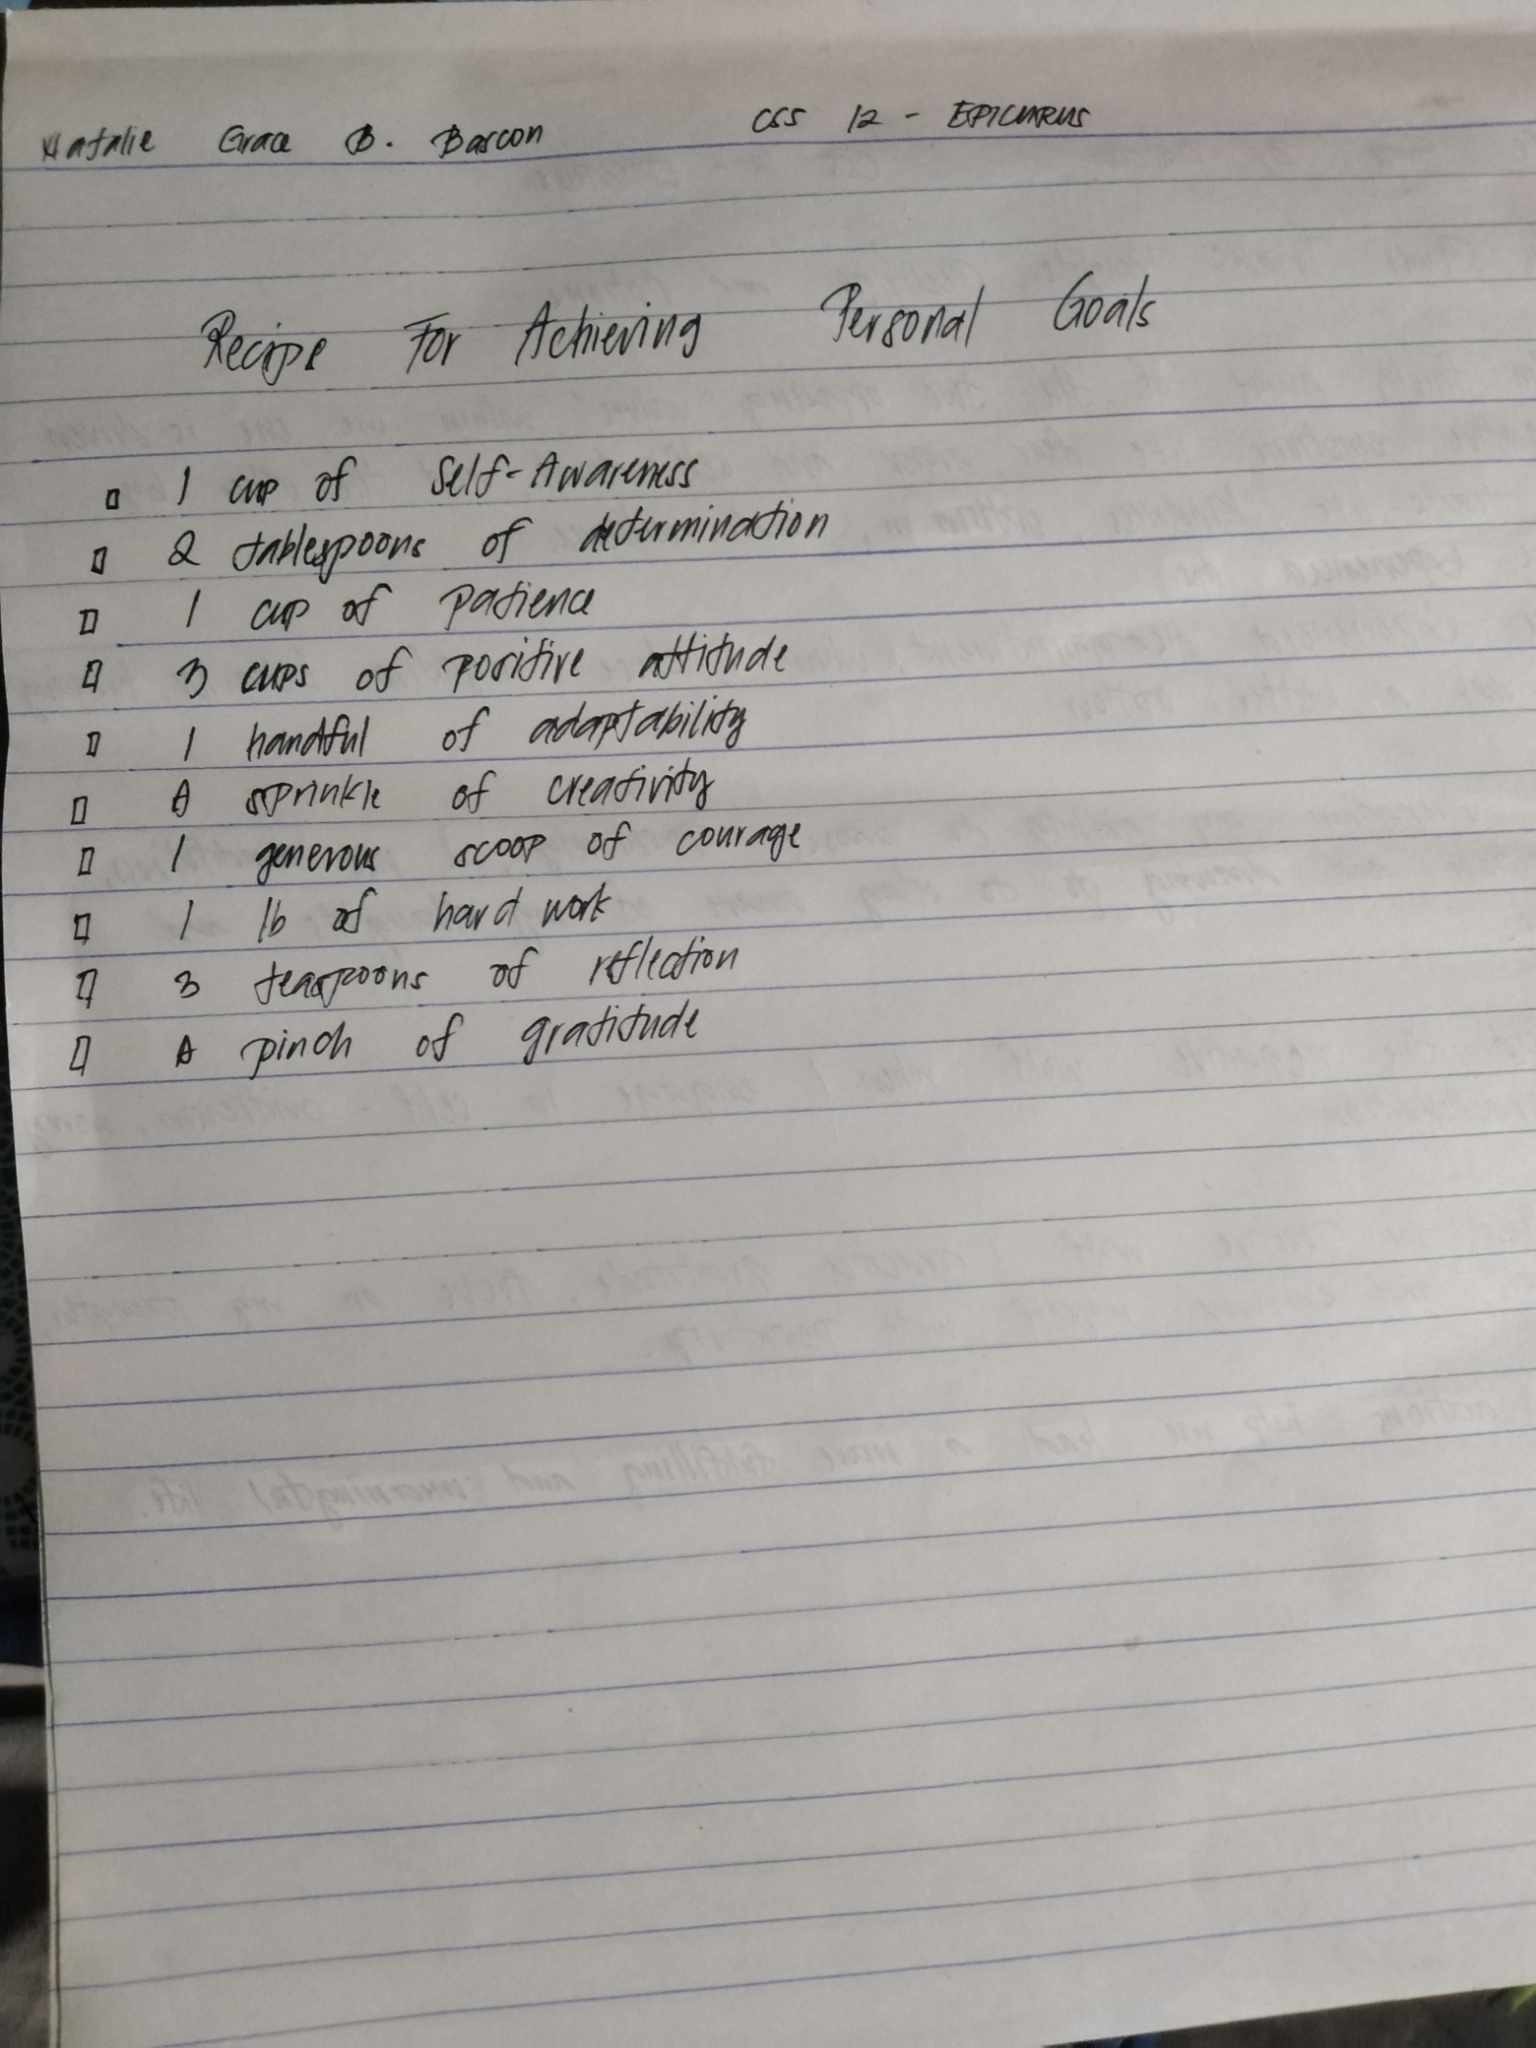 Natalie Grace B. Bascon CSS 12 - EPICURUS
Recipe For Achieving Personal Goals
▯ 1 cup of Self-Awareness
▯ 2 tablespoons of determination
▯ 1 cup of patience
▯ 3 cups of positive attitude
▯ 1 handful of adaptability
▯ A sprinkle of creativity
▯ 1 generous scoop of courage
▯ 1 lb of hard work
▯ 3 teaspoons of reflection
▯ A pinch of gratitude